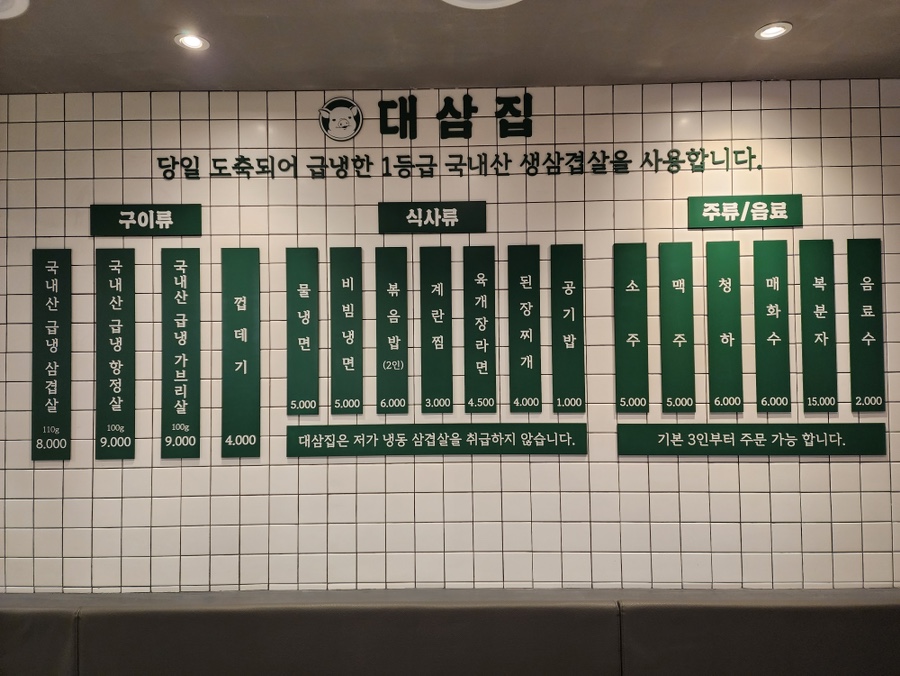 대삼집
당일 도축되어 급냉한 1등급 국내산 생삼겹살을 사용합니다.
구이류
국내산 급냉 삼겹살
110g
8.000
국내산 급냉 항정살
100g
9.000
국내산 급냉 가브리살
100g
9.000
껍데기
4.000
식사류
물냉면
5.000
비빔냉면
5.000
볶음밥
(2인)
6.000
계란찜
3.000
육개장라면
4.500
된장찌개
4.000
공기밥
1.000
대삼집은 저가 냉동 삼겹살을 취급하지 않습니다.
주류/음료
소주
5.000
맥주
5.000
청하
6.000
매화수
6.000
복분자
15.000
음료수
2.000
기본 3인부터 주문 가능 합니다.